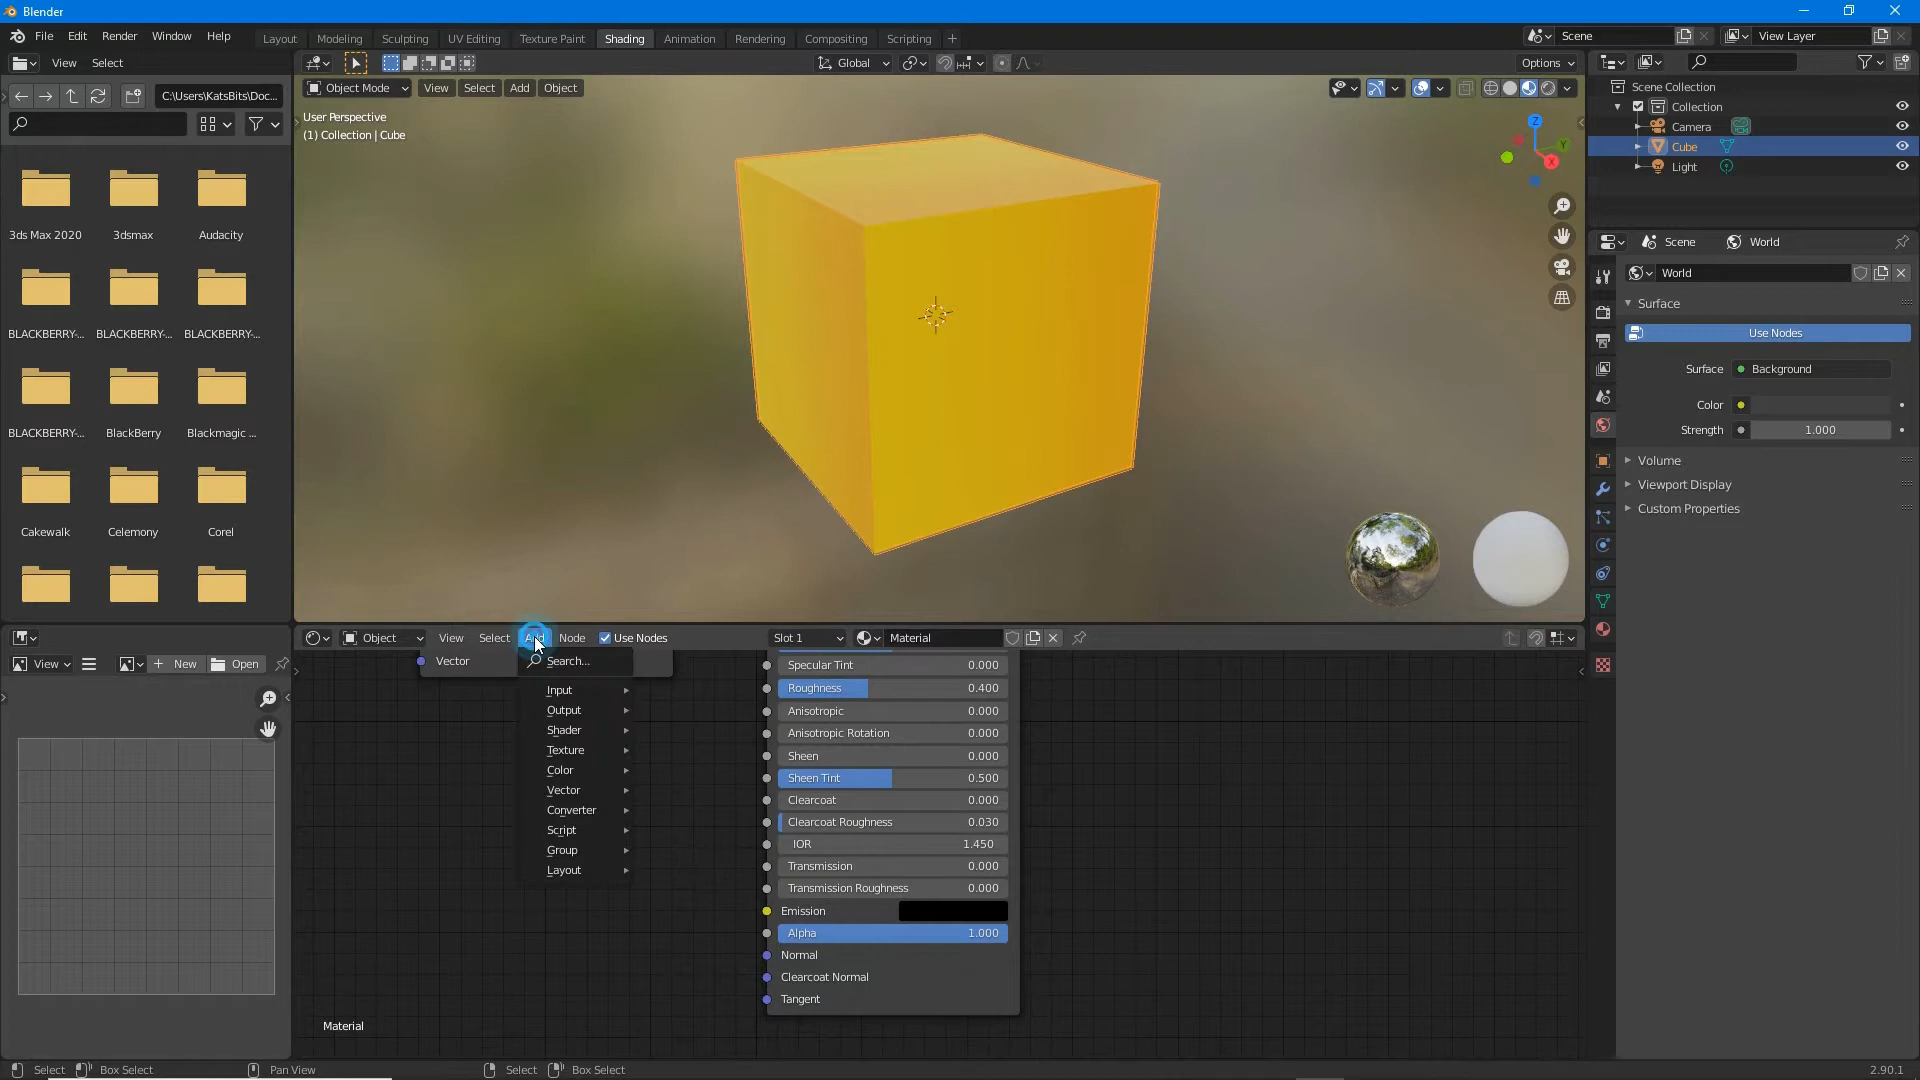 Blender
File Edit Render Window Help
Layout Modeling Sculpting UV Editing Texture Paint Shading Animation Rendering Compositing Scripting
Scene
View Layer
View Select
Global
Options
C:\Users\KatsBits\Doc...
Object Mode View Select Add Object
User Perspective
(1) Collection | Cube
Z
Y
X
3ds Max 2020 3dsmax Audacity
BLACKBERRY-... BLACKBERRY-... BLACKBERRY-...
BLACKBERRY-... BlackBerry Blackmagic ...
Cakewalk Celemony Corel
Scene Collection
Collection
Camera
Cube
Light
Scene World
World
Surface
Use Nodes
Surface Background
Color
Strength 1.000
Volume
Viewport Display
Custom Properties
Object View Select Add Node Use Nodes Slot 1 Material
View New Open
Vector
Search...
Input
Output
Shader
Texture
Color
Vector
Converter
Script
Group
Layout
Specular Tint 0.000
Roughness 0.400
Anisotropic 0.000
Anisotropic Rotation 0.000
Sheen 0.000
Sheen Tint 0.500
Clearcoat 0.000
Clearcoat Roughness 0.030
IOR 1.450
Transmission 0.000
Transmission Roughness 0.000
Emission
Alpha 1.000
Normal
Clearcoat Normal
Tangent
Material
Select Box Select Pan View Select Box Select 2.90.1